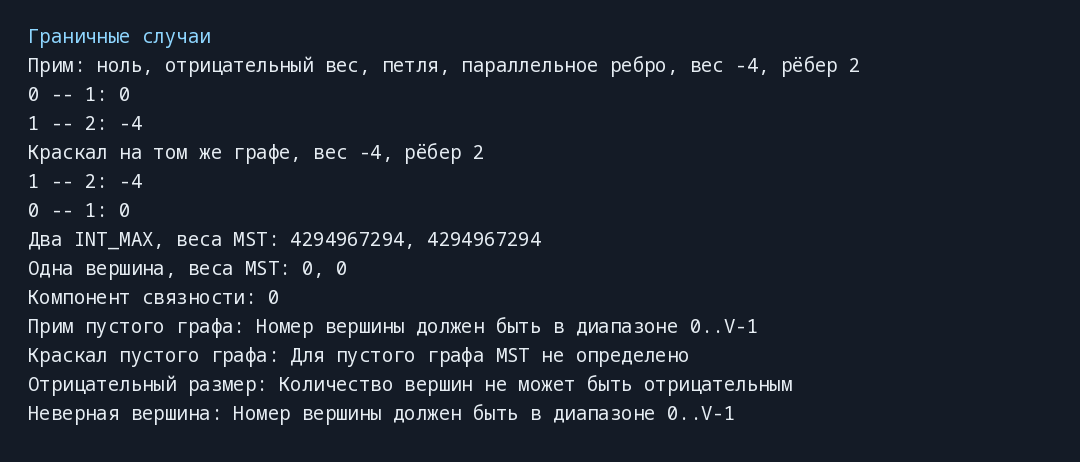 Граничные случаи
Прим: ноль, отрицательный вес, петля, параллельное ребро, вес -4, рёбер 2
0 -- 1: 0
1 -- 2: -4
Краскал на том же графе, вес -4, рёбер 2
1 -- 2: -4
0 -- 1: 0
Два INT_MAX, веса MST: 4294967294, 4294967294
Одна вершина, веса MST: 0, 0
Компонент связности: 0
Прим пустого графа: Номер вершины должен быть в диапазоне 0..V-1
Краскал пустого графа: Для пустого графа MST не определено
Отрицательный размер: Количество вершин не может быть отрицательным
Неверная вершина: Номер вершины должен быть в диапазоне 0..V-1